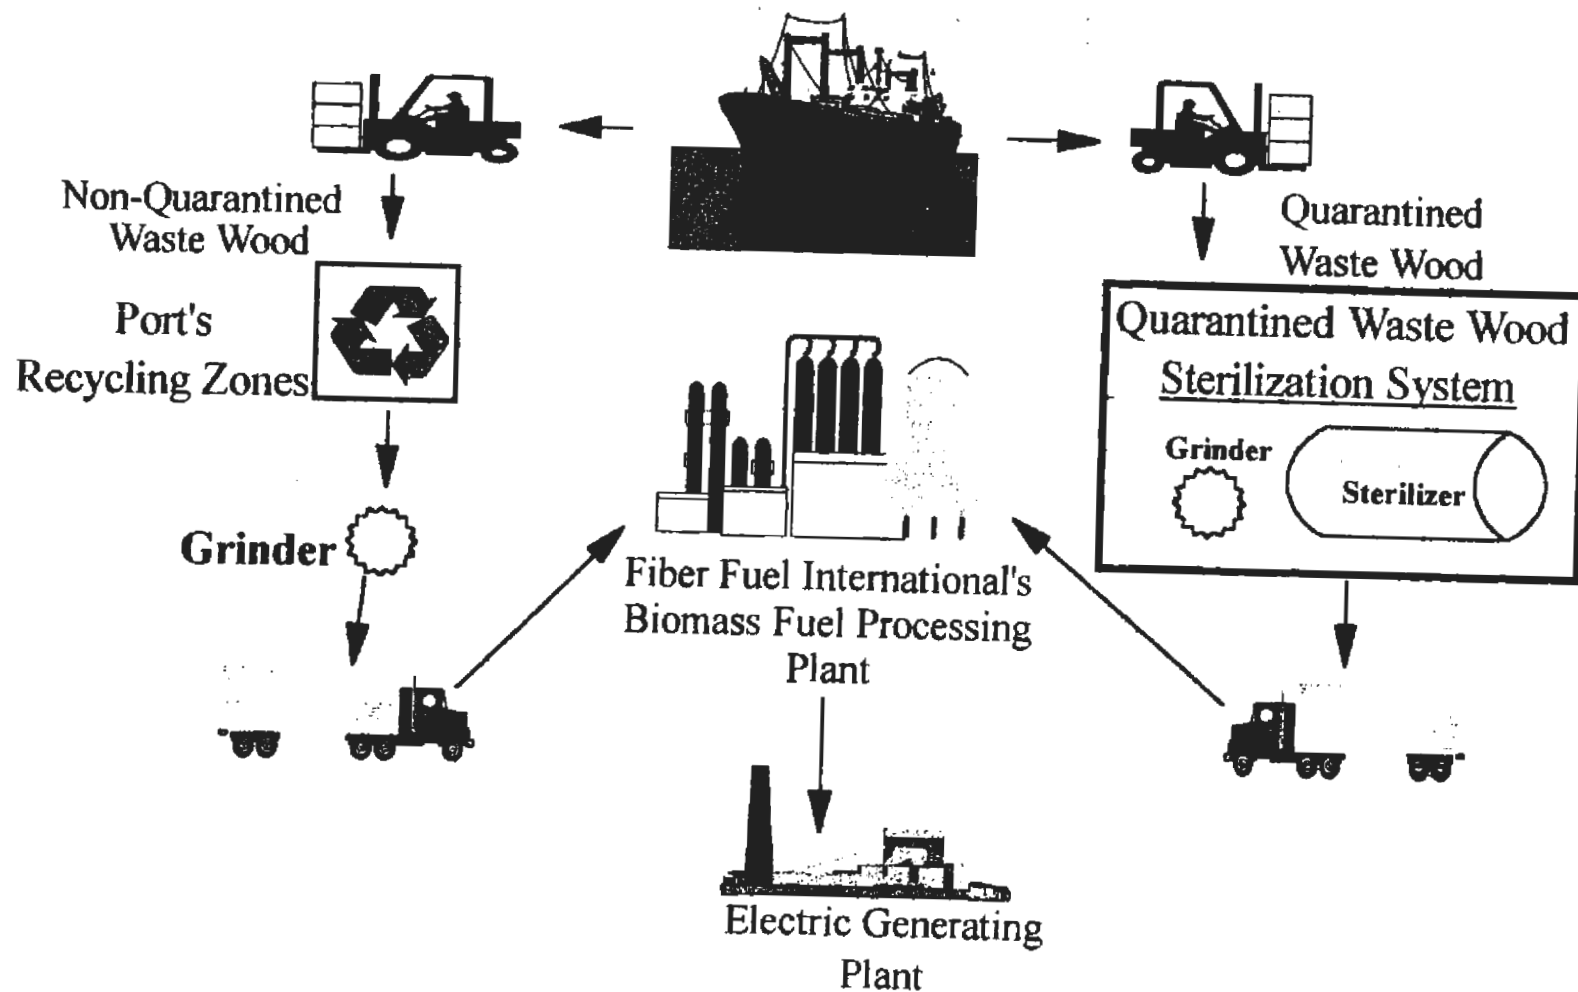 Non-Quarantined
Waste Wood
Port's
Recycling Zones
Grinder
Quarantined
Waste Wood
Quarantined Waste Wood
Sterilization System
Grinder
Sterilizer
Fiber Fuel International's
Biomass Fuel Processing
Plant
Electric Generating
Plant